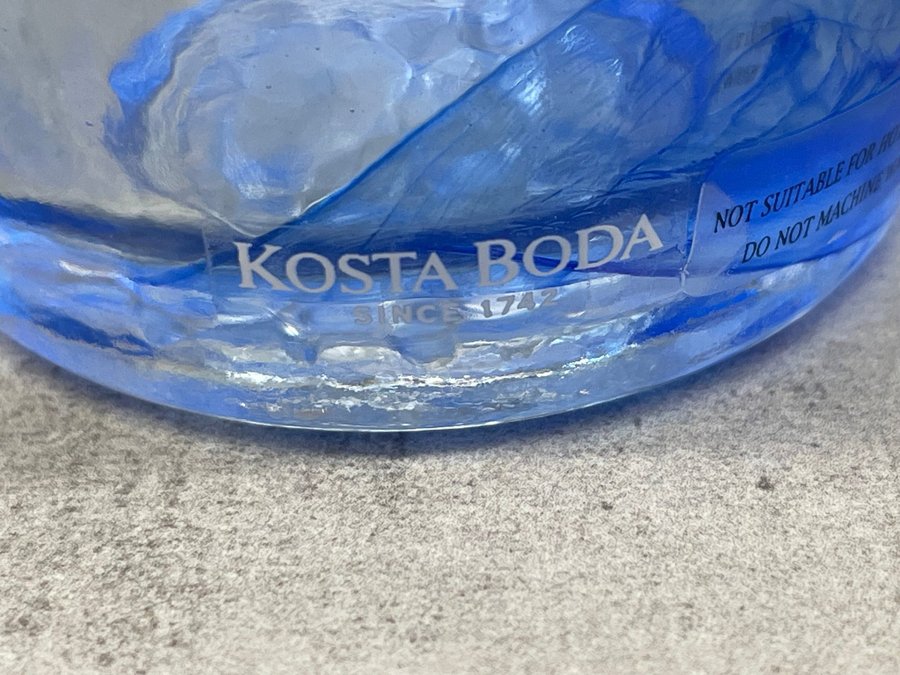 KOSTA BODA
SINCE 1742
NOT SUITABLE FOR
DO NOT MACHINE